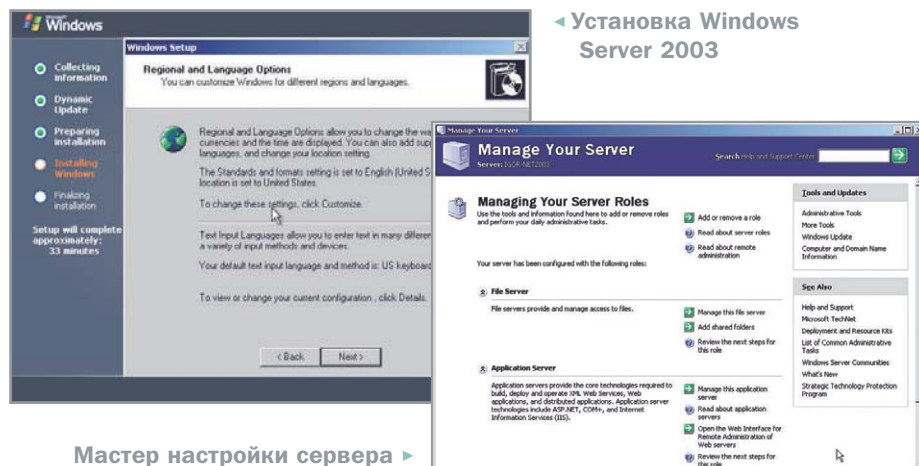 Установка Windows
Server 2003
Microsoft
Windows
Collecting
information
Dynamic
Update
Preparing
installation
Installing
Windows
Finalizing
installation
Setup will complete
approximately:
33 minutes
Windows Setup
Regional and Language Options
You can customize Windows for different regions and languages.
Regional and Language Options allow you to change the
currencies and the time are displayed. You can also add
languages, and change your location setting.
The Standards and formats setting is set to English (United
location is set to United States.
To change these settings, click Customize.
Text Input Languages allow you to enter text in many
a variety of input methods and devices.
Your default text input language and method is: US keyboard
To view or change your current configuration , click Details.
< Back
Next >
Manage Your Server
Manage Your Server
Server: IGOR-NET2003
Search Help and Support Center
Managing Your Server Roles
Use the tools and information found here to add or remove roles
and perform your daily administrative tasks.
Your server has been configured with the following roles:
Add or remove a role
Read about server roles
Read about remote
administration
File Server
File servers provide and manage access to files.
Manage this file server
Add shared folders
Review the next steps for
this role
Application Server
Application servers provide the core technologies required to
build, deploy and operate XML Web Services, Web
applications, and distributed applications. Application server
technologies include ASP.NET, COM+, and Internet
Information Services (IIS).
Manage this application
server
Read about application
servers
Open the Web Interface for
Remote Administration of
Web servers
Review the next steps for
this role
Tools and Updates
Administrative Tools
More Tools
Windows Update
Computer and Domain Name
Information
See Also
Help and Support
Microsoft TechNet
Deployment and Resource Kits
List of Common Administrative
Tasks
Windows Server Communities
What's New
Strategic Technology Protection
Program
Мастер настройки сервера